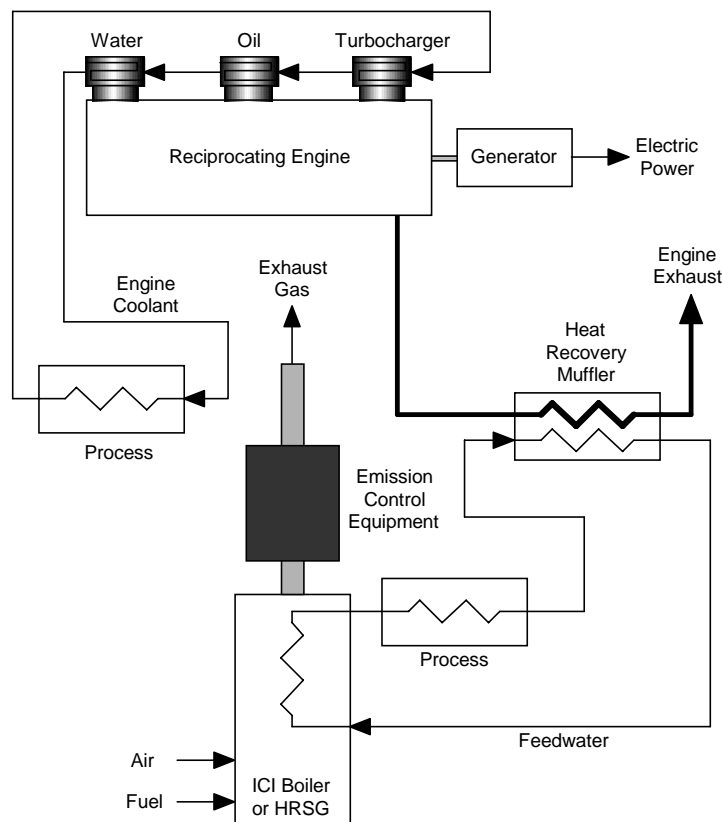 Water
Oil
Turbocharger
Reciprocating Engine
Generator
Electric
Power
Engine
Coolant
Exhaust
Gas
Engine
Exhaust
Heat
Recovery
Muffler
Process
Emission
Control
Equipment
Process
Feedwater
Air
Fuel
ICI Boiler
or HRSG